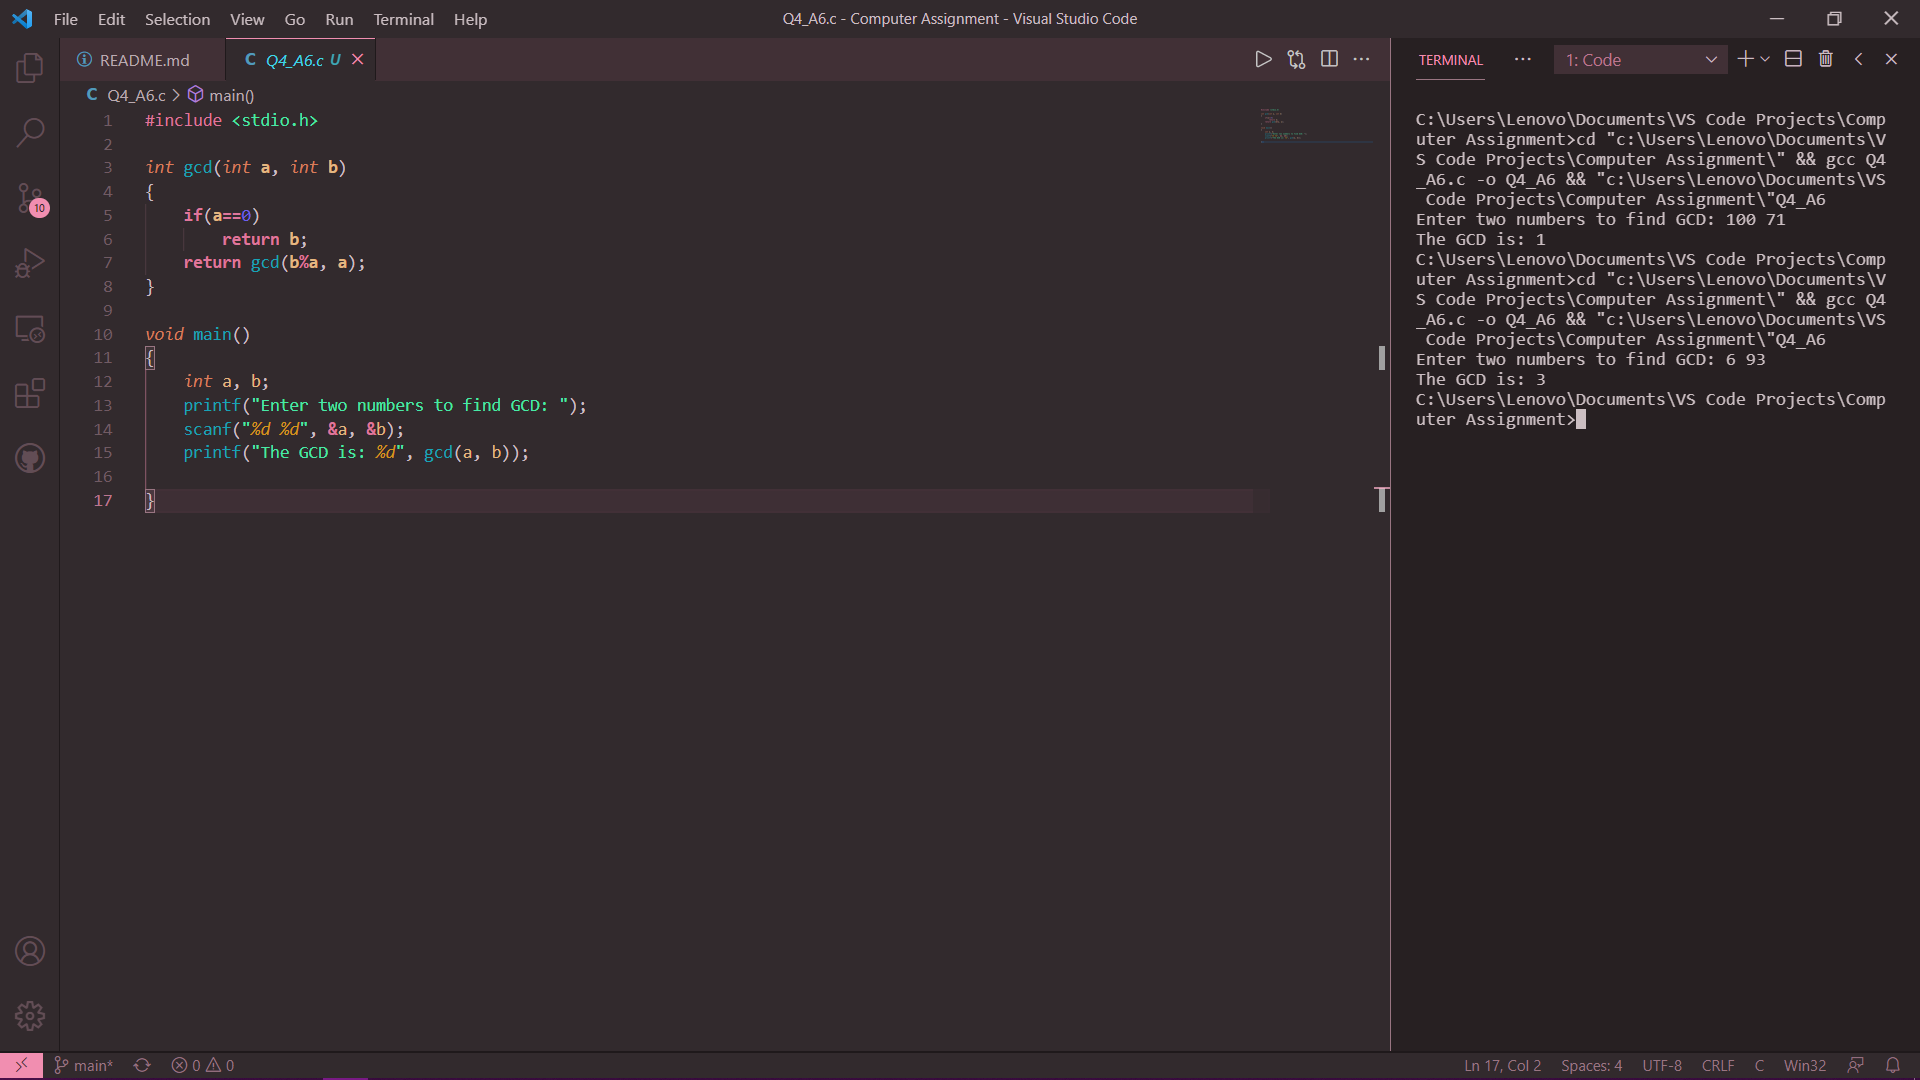 File Edit Selection View Go Run Terminal Help
Q4_A6.c - Computer Assignment - Visual Studio Code
README.md
C Q4_A6.c U
C Q4_A6.c > main()
1 #include <stdio.h>
2
3 int gcd(int a, int b)
4 {
5     if(a==0)
6         return b;
7     return gcd(b%a, a);
8 }
9
10 void main()
11 {
12     int a, b;
13     printf("Enter two numbers to find GCD: ");
14     scanf("%d %d", &a, &b);
15     printf("The GCD is: %d", gcd(a, b));
16
17 }
10
TERMINAL
1: Code
C:\Users\Lenovo\Documents\VS Code Projects\Comp
uter Assignment>cd "c:\Users\Lenovo\Documents\V
S Code Projects\Computer Assignment\" && gcc Q4
_A6.c -o Q4_A6 && "c:\Users\Lenovo\Documents\VS
 Code Projects\Computer Assignment\"Q4_A6
Enter two numbers to find GCD: 100 71
The GCD is: 1
C:\Users\Lenovo\Documents\VS Code Projects\Comp
uter Assignment>cd "c:\Users\Lenovo\Documents\V
S Code Projects\Computer Assignment\" && gcc Q4
_A6.c -o Q4_A6 && "c:\Users\Lenovo\Documents\VS
 Code Projects\Computer Assignment\"Q4_A6
Enter two numbers to find GCD: 6 93
The GCD is: 3
C:\Users\Lenovo\Documents\VS Code Projects\Comp
uter Assignment>
main* 0 0
Ln 17, Col 2 Spaces: 4 UTF-8 CRLF C Win32